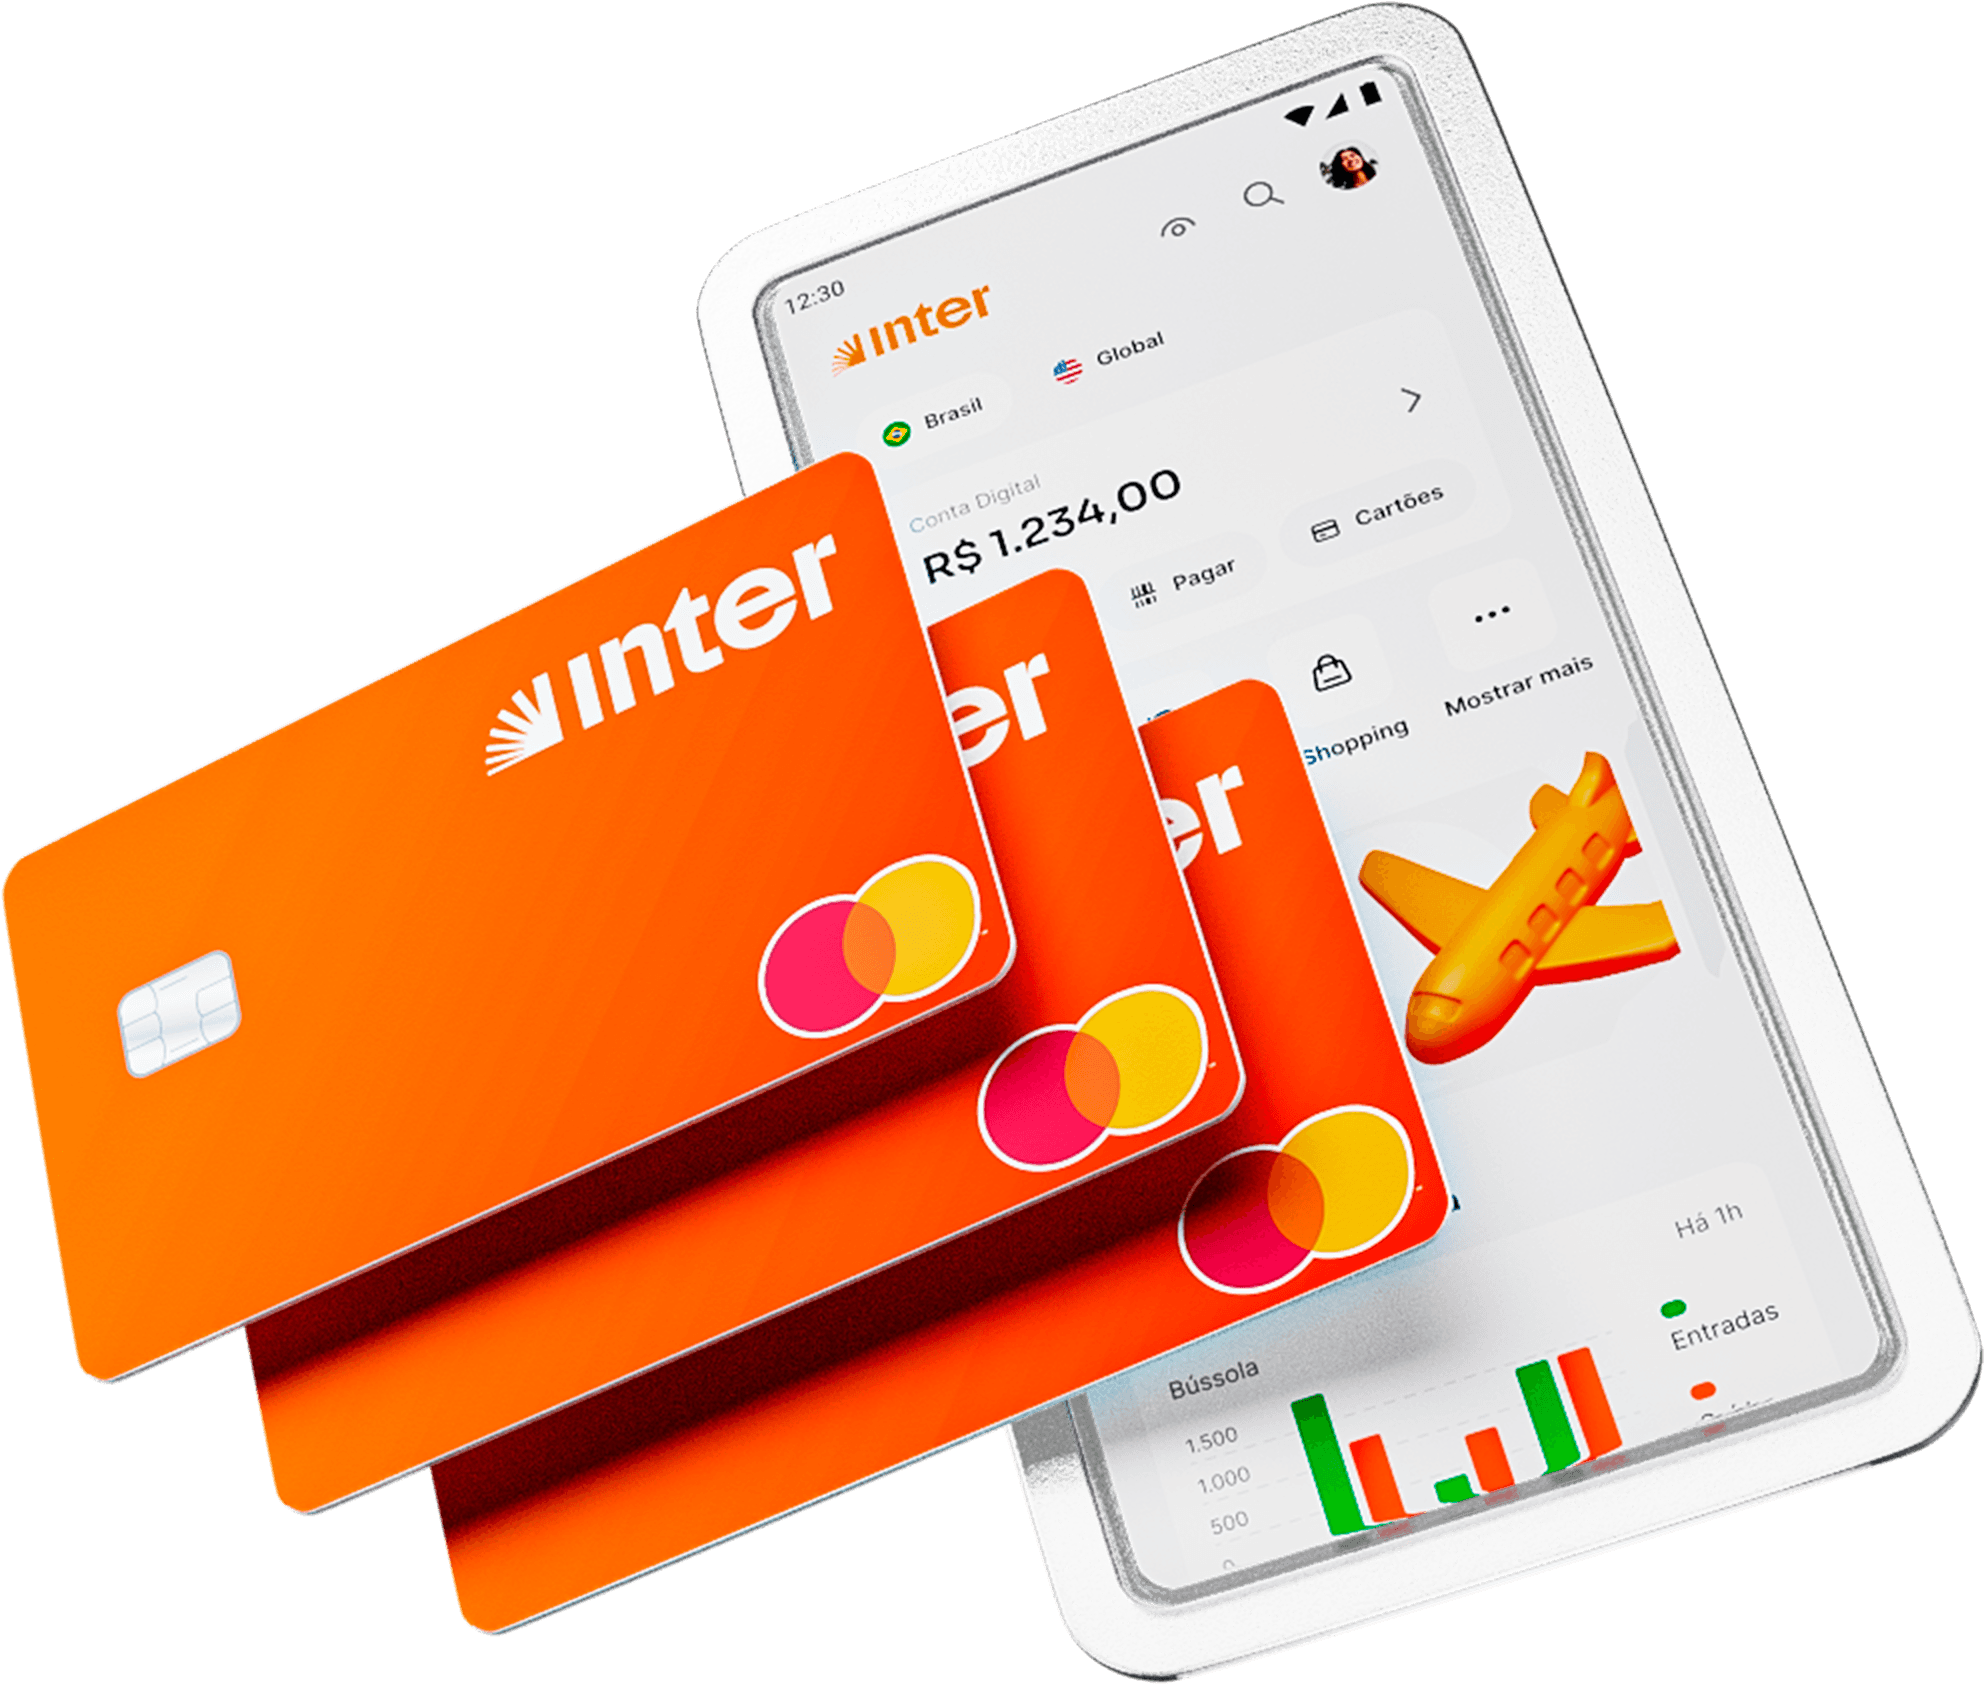 12:30
inter
Brasil
Global
Conta Digital
R$ 1.234,00
Pagar
Cartões
Shopping
Mostrar mais
Há 1h
Bússola
Entradas
1.500
1.000
500
0
inter
er
er